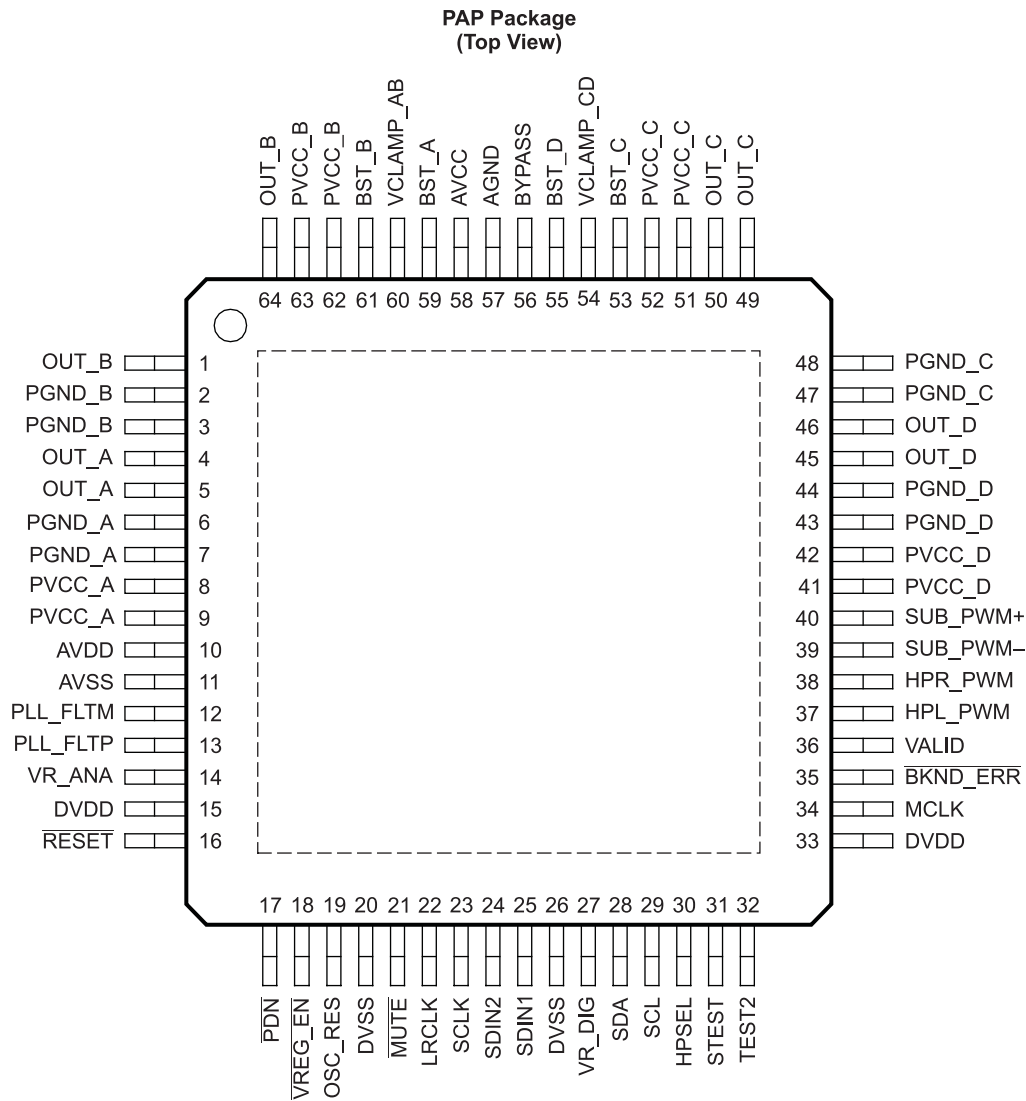 PAP Package
(Top View)
OUT_B
PVCC_B
PVCC_B
BST_B
VCLAMP_AB
BST_A
AVCC
AGND
BYPASS
BST_D
VCLAMP_CD
BST_C
PVCC_C
PVCC_C
OUT_C
OUT_C
64 63 62 61 60 59 58 57 56 55 54 53 52 51 50 49
OUT_B 1
PGND_B 2
PGND_B 3
OUT_A 4
OUT_A 5
PGND_A 6
PGND_A 7
PVCC_A 8
PVCC_A 9
AVDD 10
AVSS 11
PLL_FLTM 12
PLL_FLTP 13
VR_ANA 14
DVDD 15
RESET 16
48 PGND_C
47 PGND_C
46 OUT_D
45 OUT_D
44 PGND_D
43 PGND_D
42 PVCC_D
41 PVCC_D
40 SUB_PWM+
39 SUB_PWM–
38 HPR_PWM
37 HPL_PWM
36 VALID
35 BKND_ERR
34 MCLK
33 DVDD
17 18 19 20 21 22 23 24 25 26 27 28 29 30 31 32
PDN
VREG_EN
OSC_RES
DVSS
MUTE
LRCLK
SCLK
SDIN2
SDIN1
DVSS
VR_DIG
SDA
SCL
HPSEL
STEST
TEST2